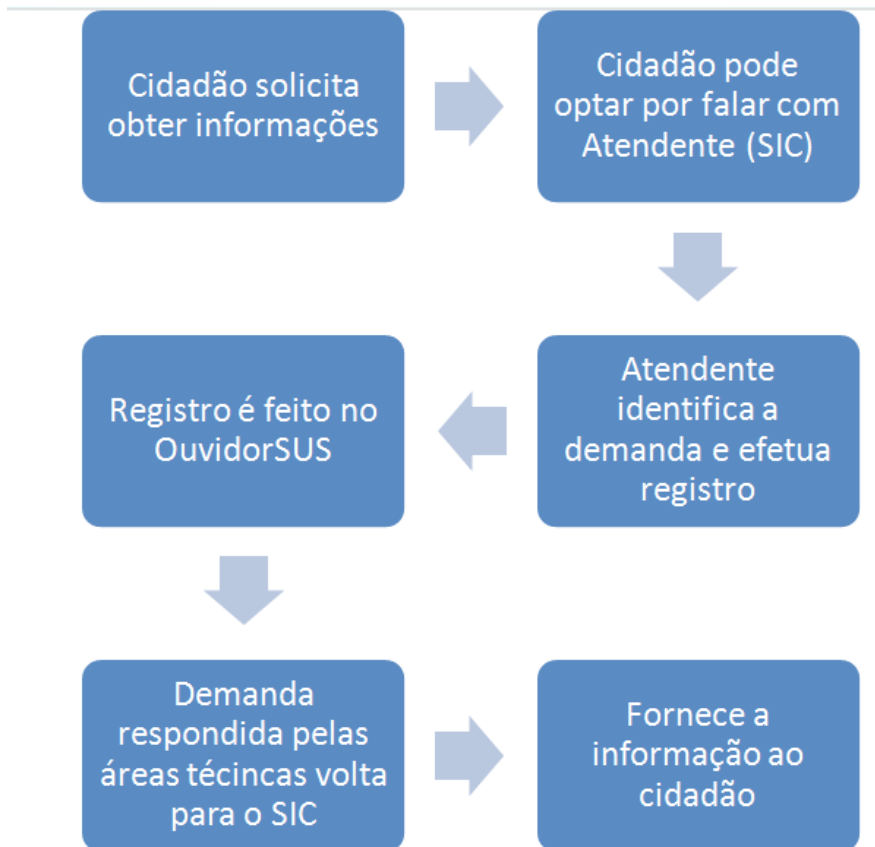 Cidadão solicita
obter informações
Cidadão pode
optar por falar com
Atendente (SIC)
Atendente
identifica a
demanda e efetua
registro
Registro é feito no
OuvidorSUS
Demanda
respondida pelas
áreas técincas volta
para o SIC
Fornece a
informação ao
cidadão